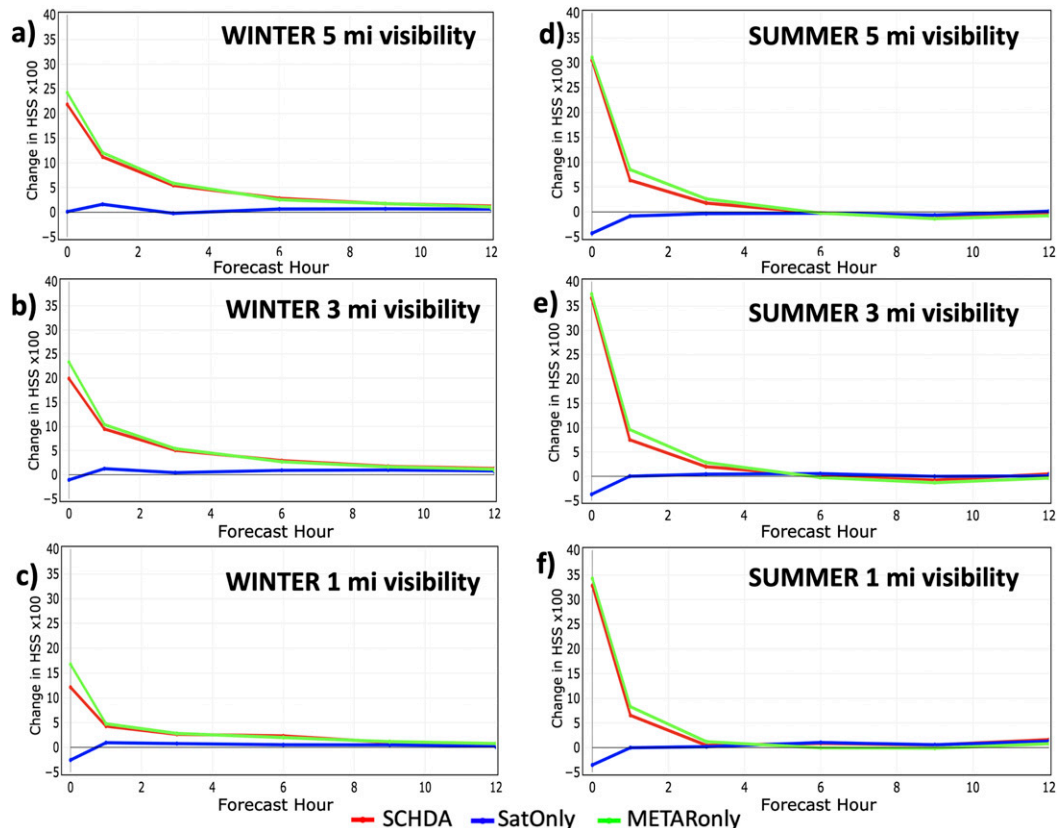 a)
WINTER 5 mi visibility
Change in HSS x100
40
35
30
25
20
15
10
5
0
−5
0 2 4 6 8 10 12
Forecast Hour
d)
SUMMER 5 mi visibility
Change in HSS x100
40
35
30
25
20
15
10
5
0
−5
0 2 4 6 8 10 12
Forecast Hour
b)
WINTER 3 mi visibility
Change in HSS x100
40
35
30
25
20
15
10
5
0
−5
0 2 4 6 8 10 12
Forecast Hour
e)
SUMMER 3 mi visibility
Change in HSS x100
40
35
30
25
20
15
10
5
0
−5
0 2 4 6 8 10 12
Forecast Hour
c)
WINTER 1 mi visibility
Change in HSS x100
40
35
30
25
20
15
10
5
0
−5
0 2 4 6 8 10 12
Forecast Hour
f)
SUMMER 1 mi visibility
Change in HSS x100
40
35
30
25
20
15
10
5
0
−5
0 2 4 6 8 10 12
Forecast Hour
SCHDA SatOnly METARonly